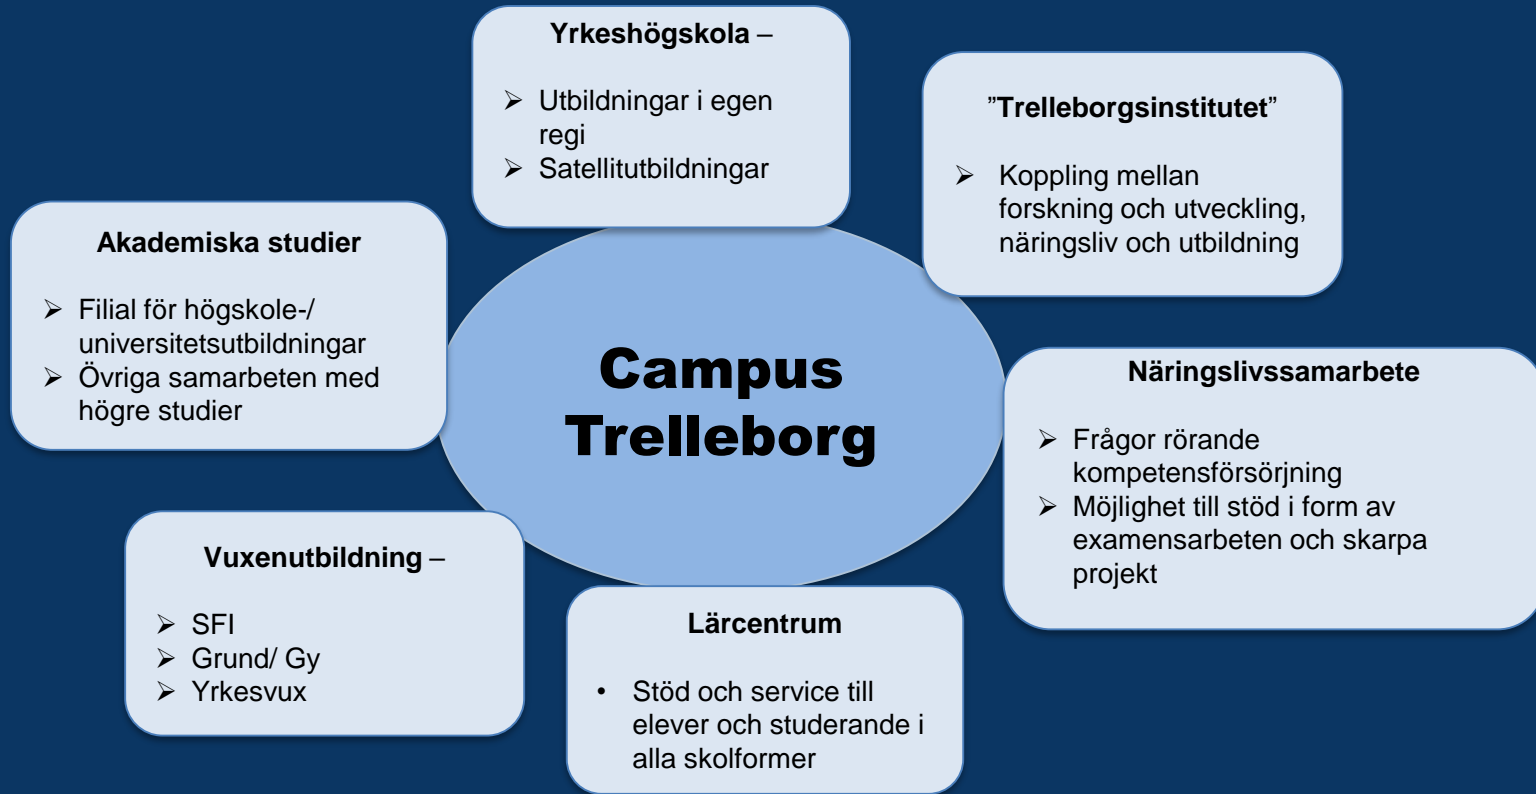 Yrkeshögskola –
➢ Utbildningar i egen
regi
➢ Satellitutbildningar
”Trelleborgsinstitutet”
➢ Koppling mellan
forskning och utveckling,
näringsliv och utbildning
Akademiska studier
➢ Filial för högskole-/
universitetsutbildningar
➢ Övriga samarbeten med
högre studier
Campus
Trelleborg
Näringslivssamarbete
➢ Frågor rörande
kompetensförsörjning
➢ Möjlighet till stöd i form av
examensarbeten och skarpa
projekt
Vuxenutbildning –
➢ SFI
➢ Grund/ Gy
➢ Yrkesvux
Lärcentrum
• Stöd och service till
elever och studerande i
alla skolformer